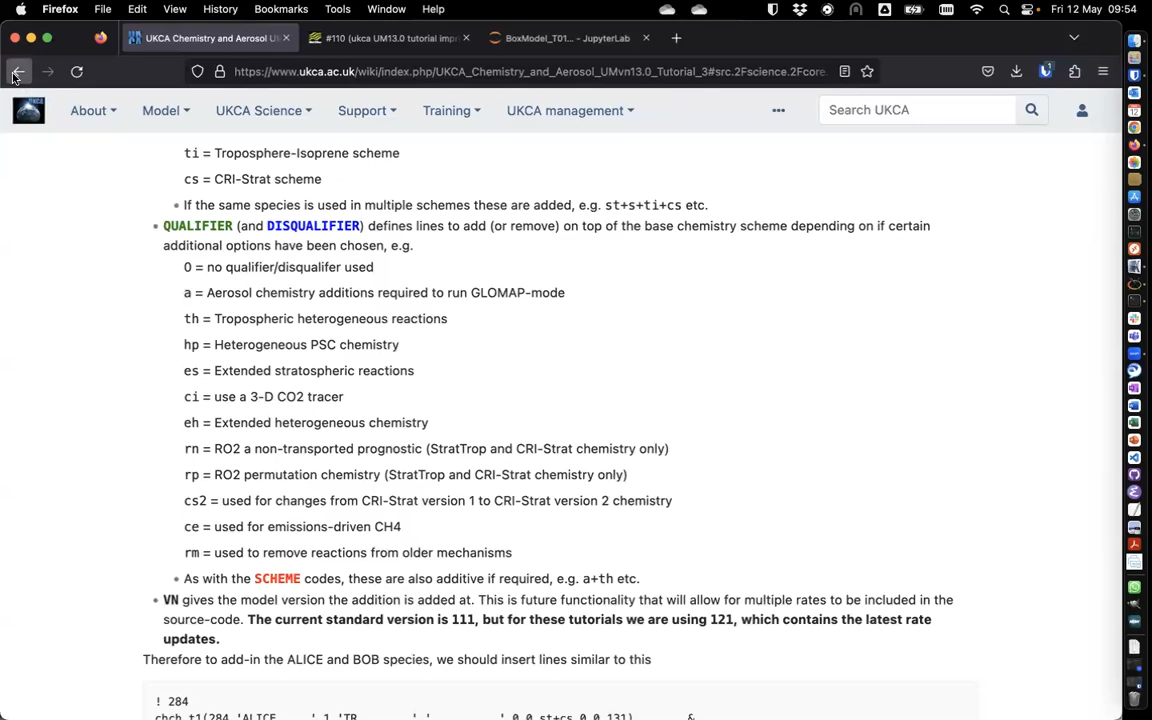 Firefox File Edit View History Bookmarks Tools Window Help Fri 12 May 09:54
UKCA Chemistry and Aerosol U #110 (ukca UM13.0 tutorial impr BoxModel_T01... - JupyterLab
https://www.ukca.ac.uk/wiki/index.php/UKCA_Chemistry_and_Aerosol_UMvn13.0_Tutorial_3#src.2Fscience.2Fcore.
About Model UKCA Science Support Training UKCA management Search UKCA
ti = Troposphere-Isoprene scheme
cs = CRI-Strat scheme
If the same species is used in multiple schemes these are added, e.g. st+s+ti+cs etc.
QUALIFIER (and DISQUALIFIER) defines lines to add (or remove) on top of the base chemistry scheme depending on if certain
additional options have been chosen, e.g.
0 = no qualifier/disqualifer used
a = Aerosol chemistry additions required to run GLOMAP-mode
th = Tropospheric heterogeneous reactions
hp = Heterogeneous PSC chemistry
es = Extended stratospheric reactions
ci = use a 3-D CO2 tracer
eh = Extended heterogeneous chemistry
rn = RO2 a non-transported prognostic (StratTrop and CRI-Strat chemistry only)
rp = RO2 permutation chemistry (StratTrop and CRI-Strat chemistry only)
cs2 = used for changes from CRI-Strat version 1 to CRI-Strat version 2 chemistry
ce = used for emissions-driven CH4
rm = used to remove reactions from older mechanisms
As with the SCHEME codes, these are also additive if required, e.g. a+th etc.
VN gives the model version the addition is added at. This is future functionality that will allow for multiple rates to be included in the
source-code. The current standard version is 111, but for these tutorials we are using 121, which contains the latest rate
updates.
Therefore to add-in the ALICE and BOB species, we should insert lines similar to this
! 284
chch_t1(284,'ALICE ',1,'TR ',' ',0,0,st+cs,0,0,131), &